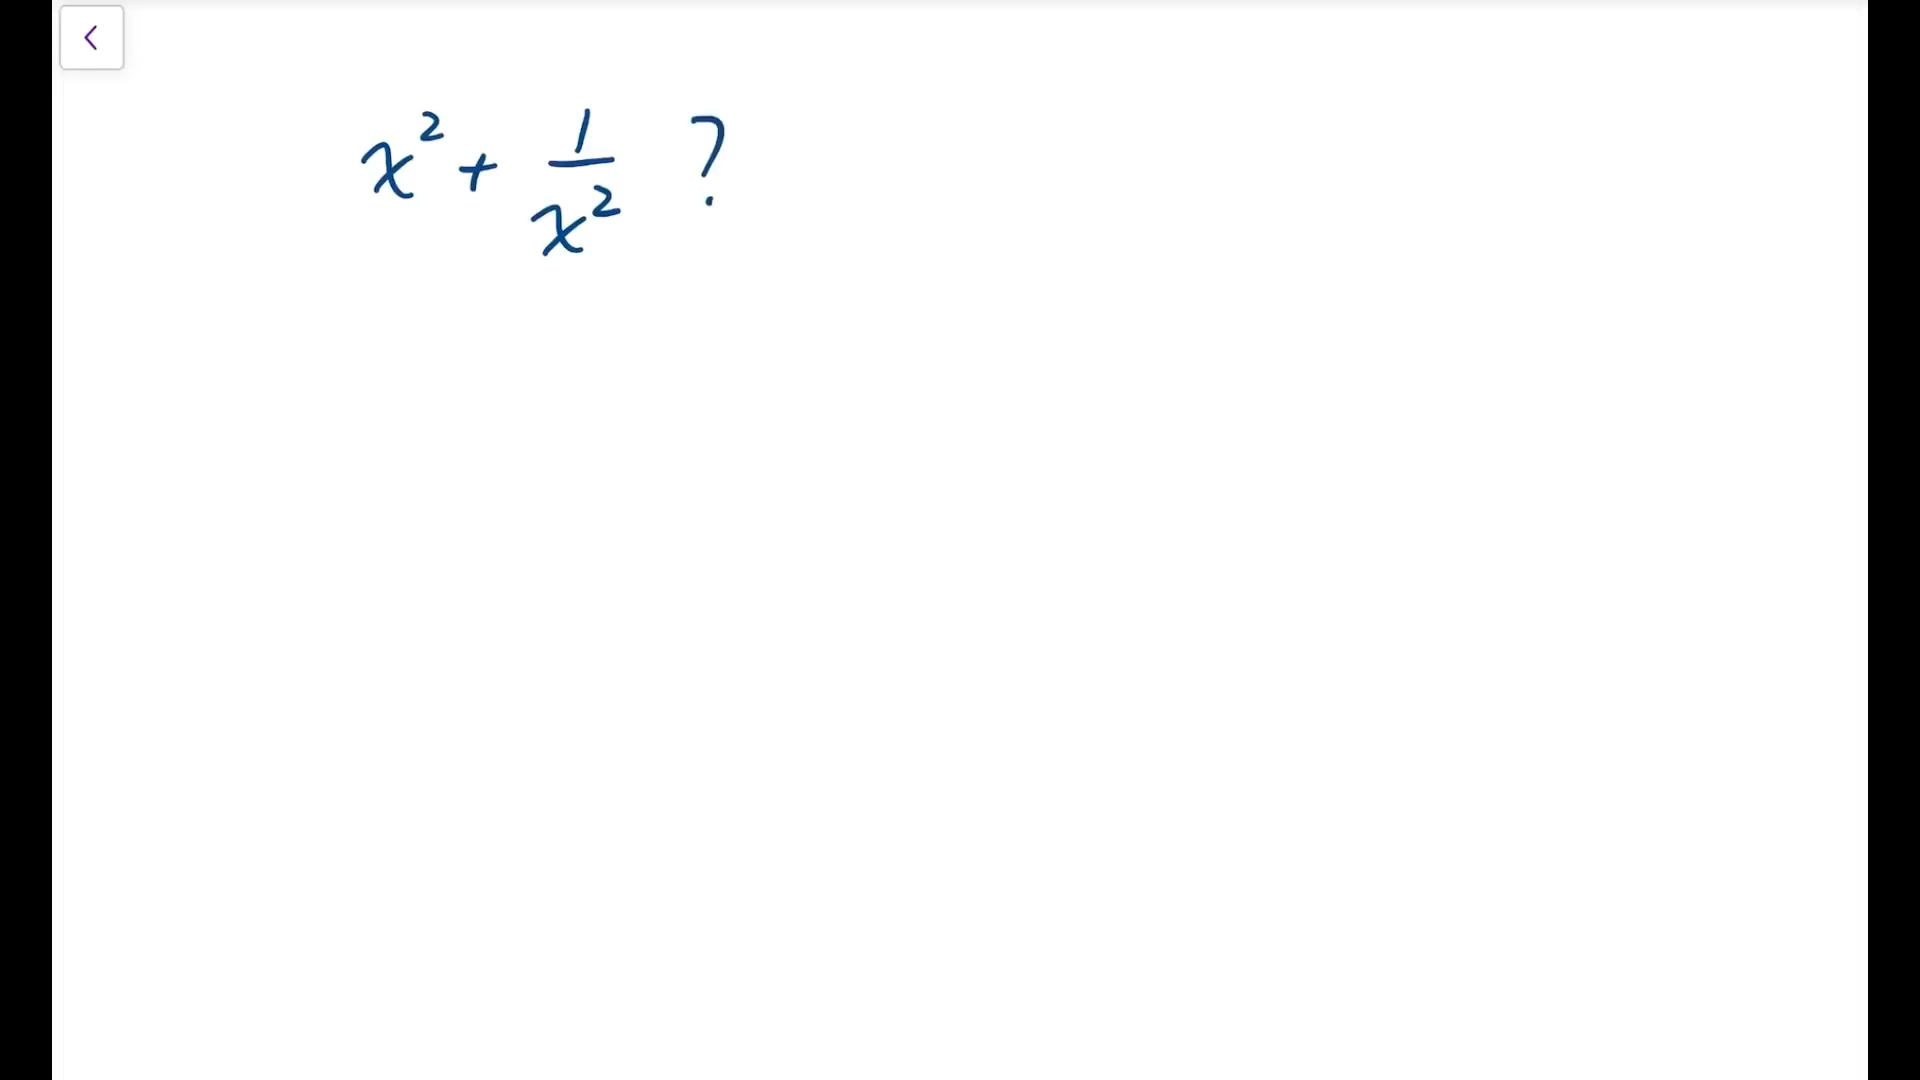 x² + 1/x² ?